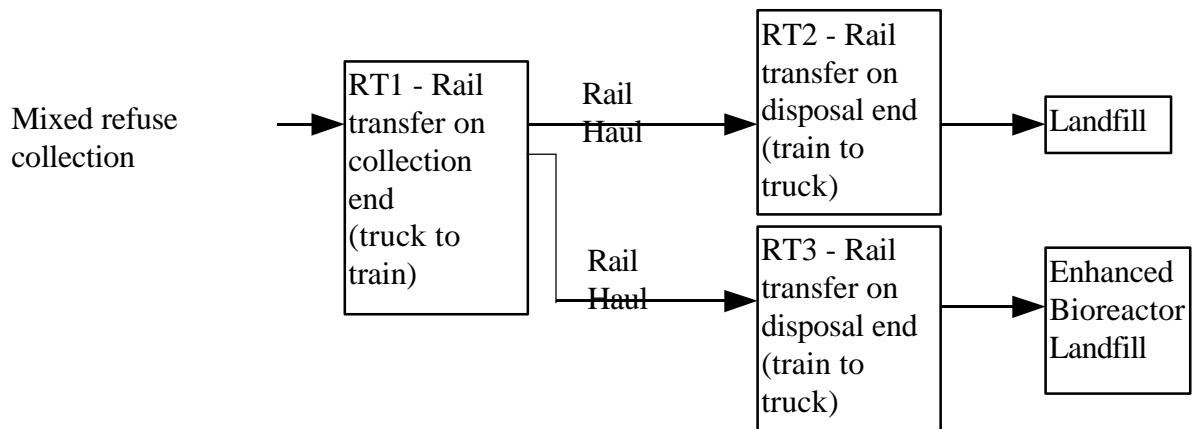 Mixed refuse
collection
RT1 - Rail
transfer on
collection
end
(truck to
train)
Rail
Haul
RT2 - Rail
transfer on
disposal end
(train to
truck)
Landfill
Rail
Haul
RT3 - Rail
transfer on
disposal end
(train to
truck)
Enhanced
Bioreactor
Landfill